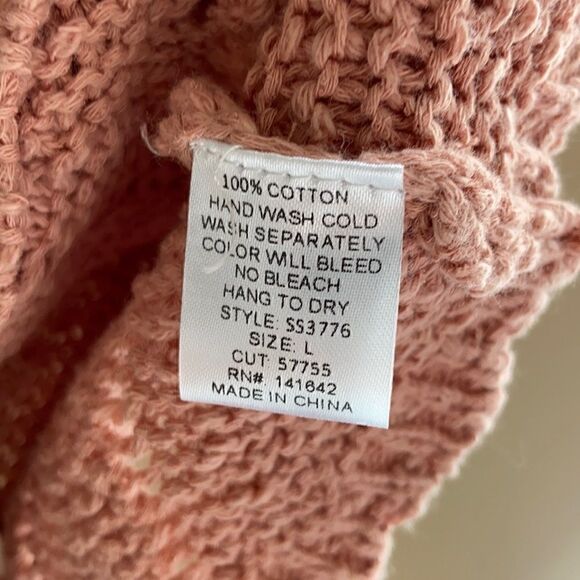 100% COTTON
HAND WASH COLD
WASH SEPARATELY
COLOR WILL BLEED
NO BLEACH
HANG TO DRY
STYLE: SS3776
SIZE: L
CUT: 57755
RN# 141642
MADE IN CHINA